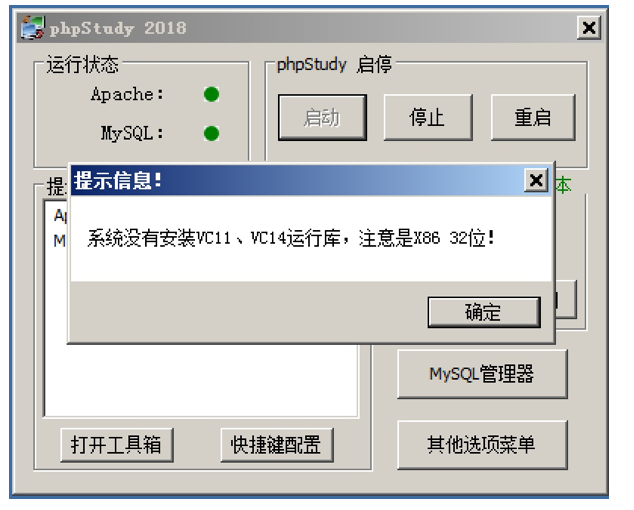 phpStudy 2018
运行状态
Apache:
MySQL:
phpStudy 启停
启动
停止
重启
提
本
提示信息!
系统没有安装VC11、VC14运行库，注意是X86 32位!
确定
MySQL管理器
打开工具箱
快捷键配置
其他选项菜单